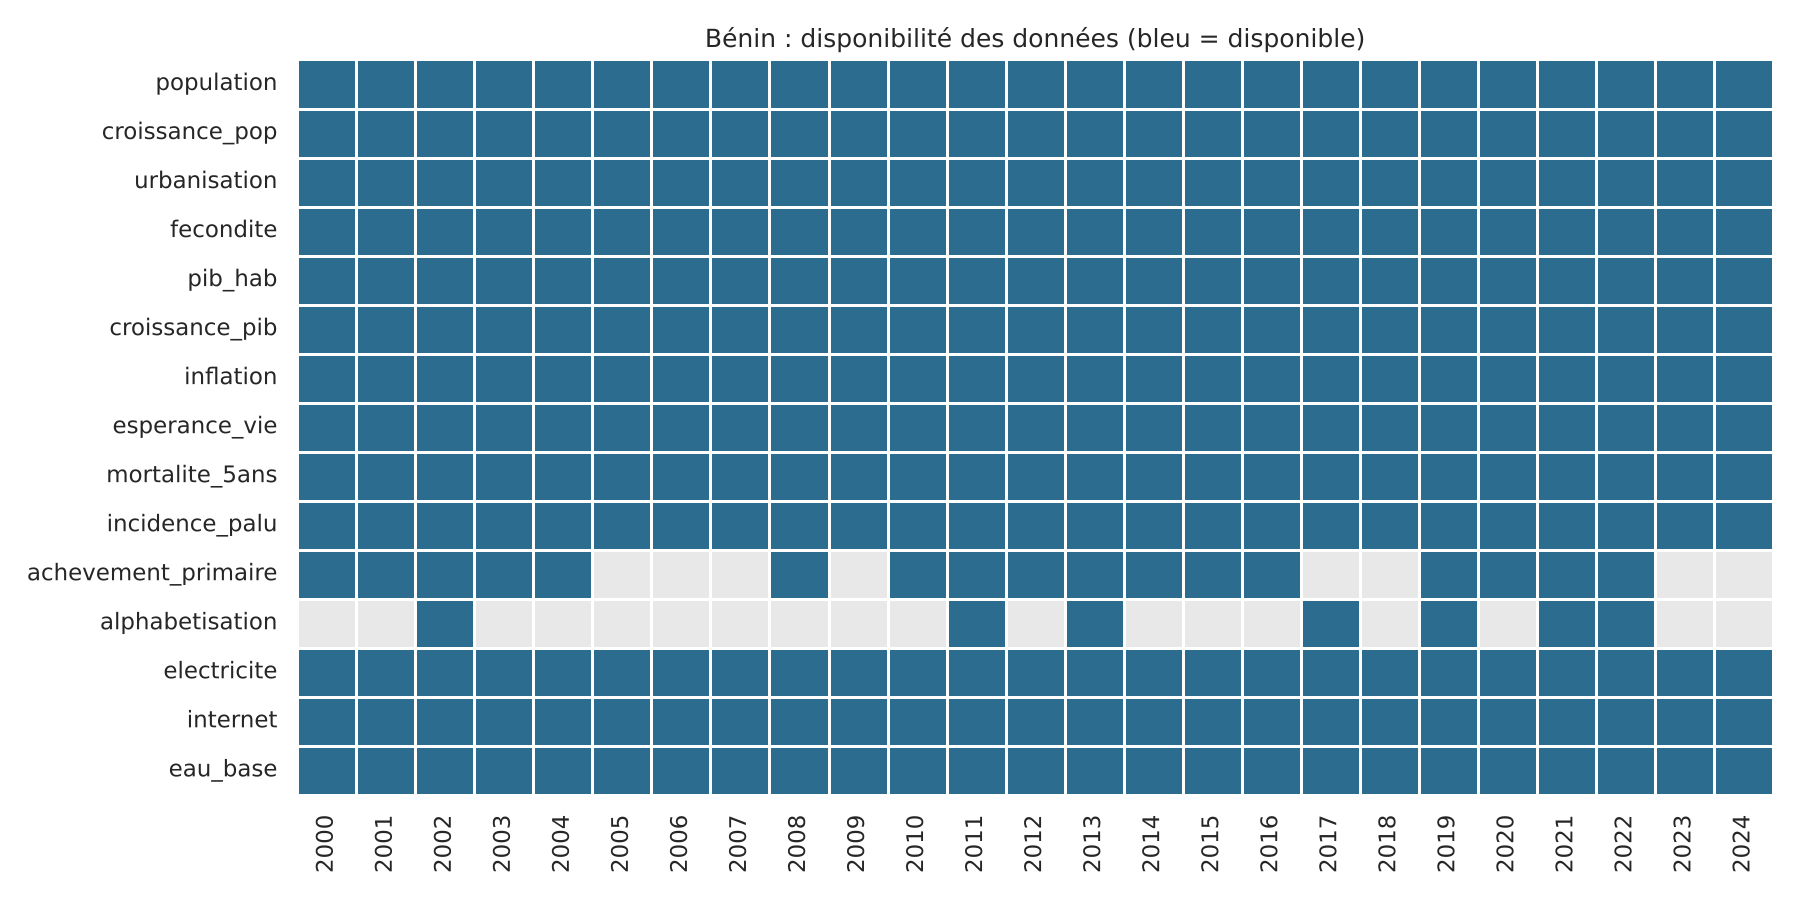 Bénin : disponibilité des données (bleu = disponible)
population
croissance_pop
urbanisation
fecondite
pib_hab
croissance_pib
inflation
esperance_vie
mortalite_5ans
incidence_palu
achevement_primaire
alphabetisation
electricite
internet
eau_base
2000
2001
2002
2003
2004
2005
2006
2007
2008
2009
2010
2011
2012
2013
2014
2015
2016
2017
2018
2019
2020
2021
2022
2023
2024